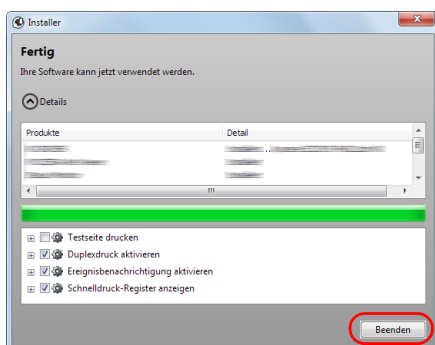 Installer
Fertig
Ihre Software kann jetzt verwendet werden.
Details
Produkte Detail
Testseite drucken
Duplexdruck aktivieren
Ereignisbenachrichtigung aktivieren
Schnelldruck-Register anzeigen
Beenden